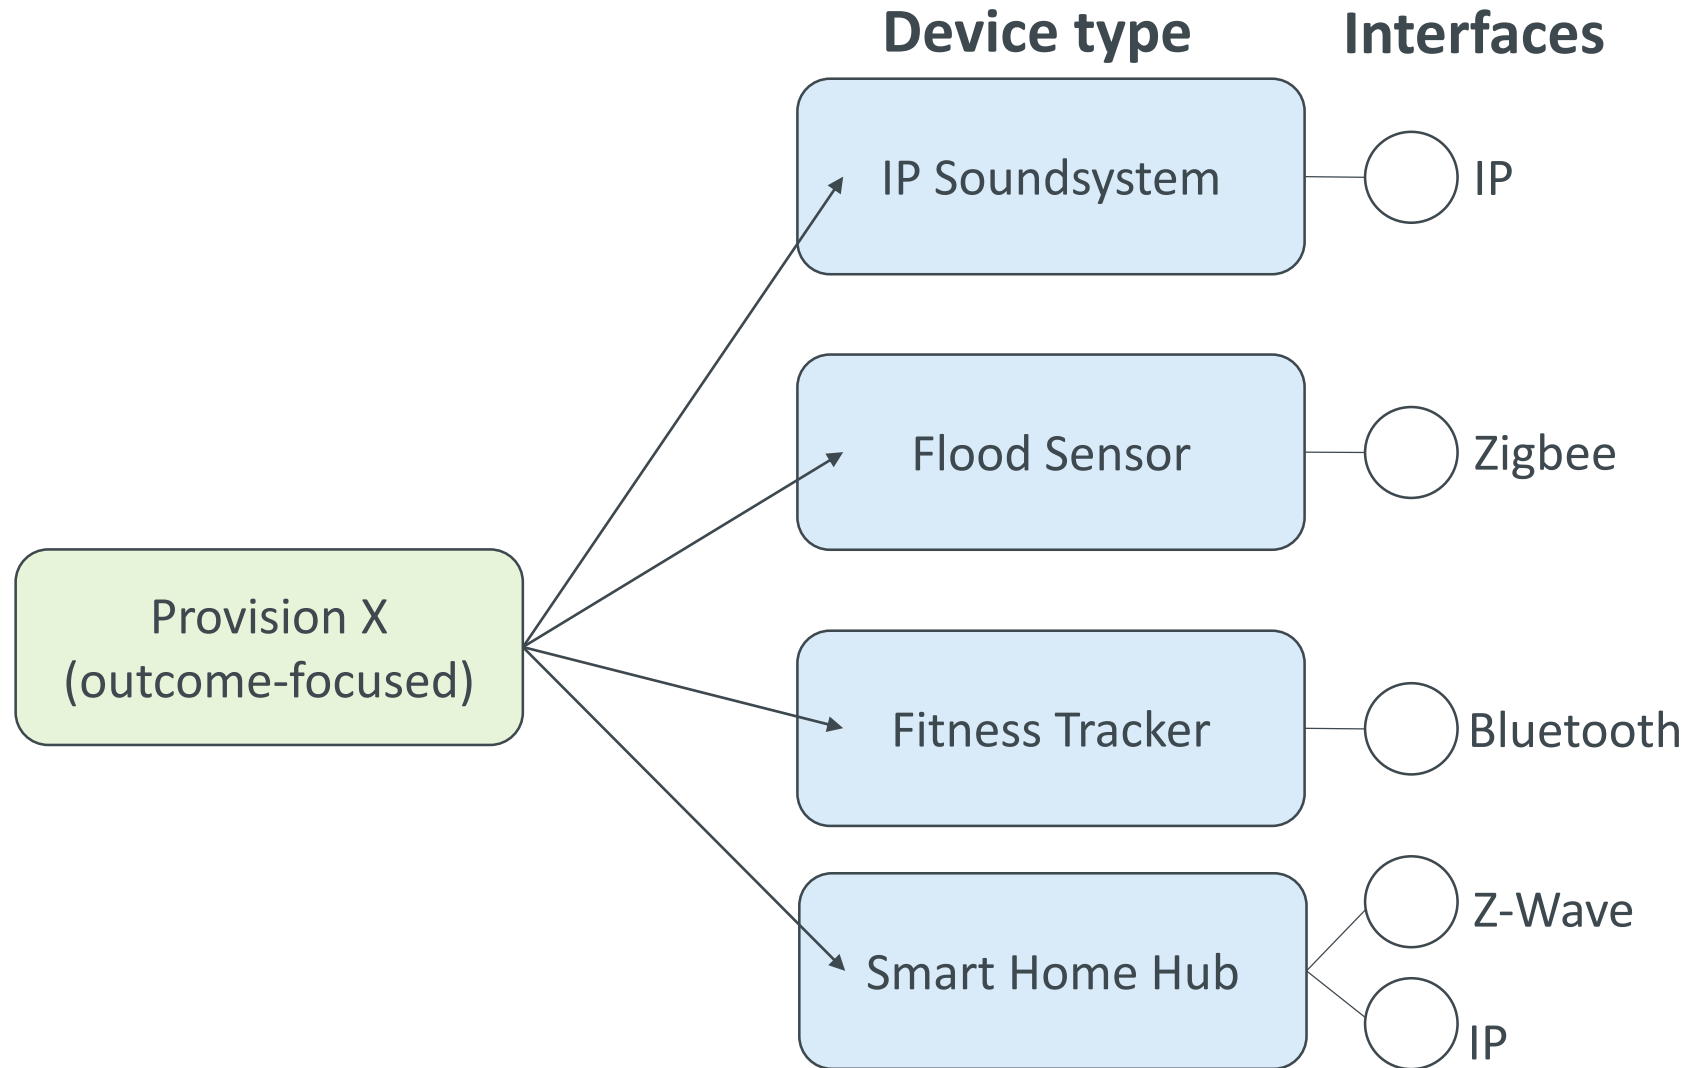 Device type
Interfaces
IP Soundsystem
IP
Flood Sensor
Zigbee
Provision X
(outcome-focused)
Fitness Tracker
Bluetooth
Z-Wave
Smart Home Hub
IP